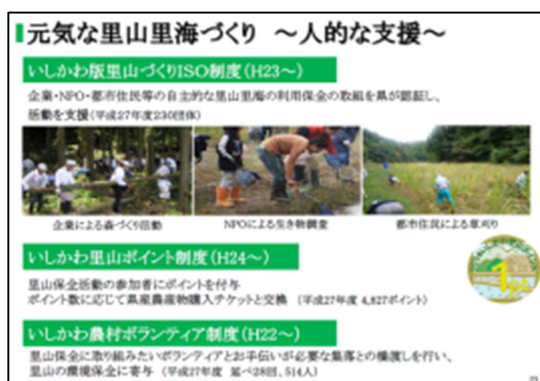 元気な里山里海づくり ～人的な支援～
いしかわ版里山づくりISO制度(H23～)
企業・NPO・都市住民等の自主的な里山里海の利用保全の取組を県が認証し、
活動を支援(平成27年度230団体)
企業による森づくり活動 NPOによる生き物調査 都市住民による草刈り
いしかわ里山ポイント制度(H24～)
里山保全活動の参加者にポイントを付与
ポイント数に応じて県産農産物購入チケットと交換 (平成27年度 4,827ポイント)
いしかわ農村ボランティア制度(H22～)
里山保全に取り組みたいボランティアとお手伝いが必要な集落との橋渡しを行い、
里山の環境保全に寄与 (平成27年度 延べ28回、514人)